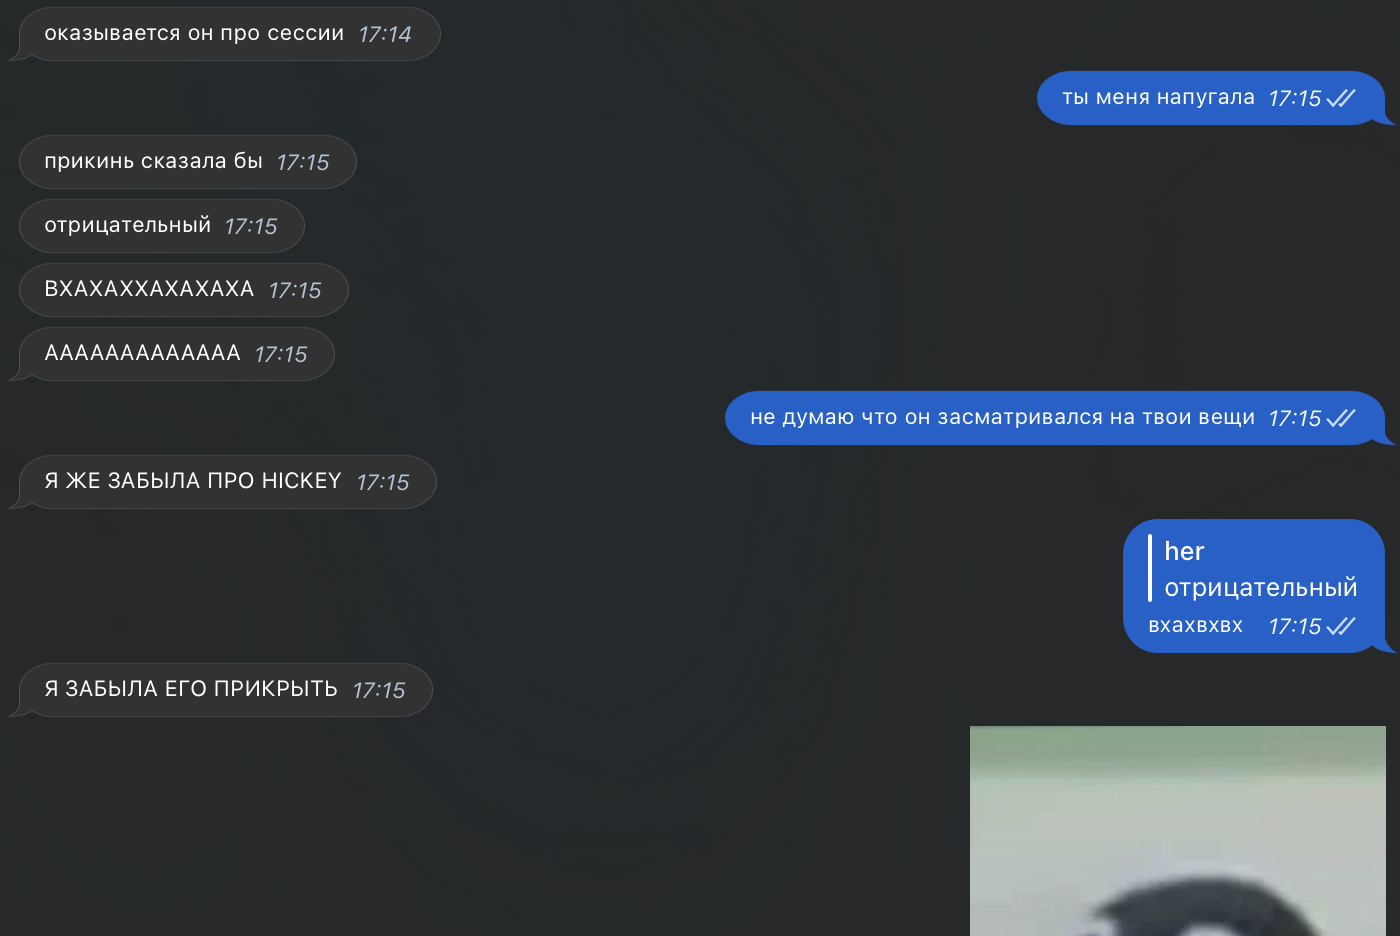 оказывается он про сессии 17:14
ты меня напугала 17:15
прикинь сказала бы 17:15
отрицательный 17:15
ВХАХАХХАХАХАХА 17:15
ААААААААААААА 17:15
не думаю что он засматривался на твои вещи 17:15
Я ЖЕ ЗАБЫЛА ПРО HICKEY 17:15
her
отрицательный
вхахвхвх 17:15
Я ЗАБЫЛА ЕГО ПРИКРЫТЬ 17:15